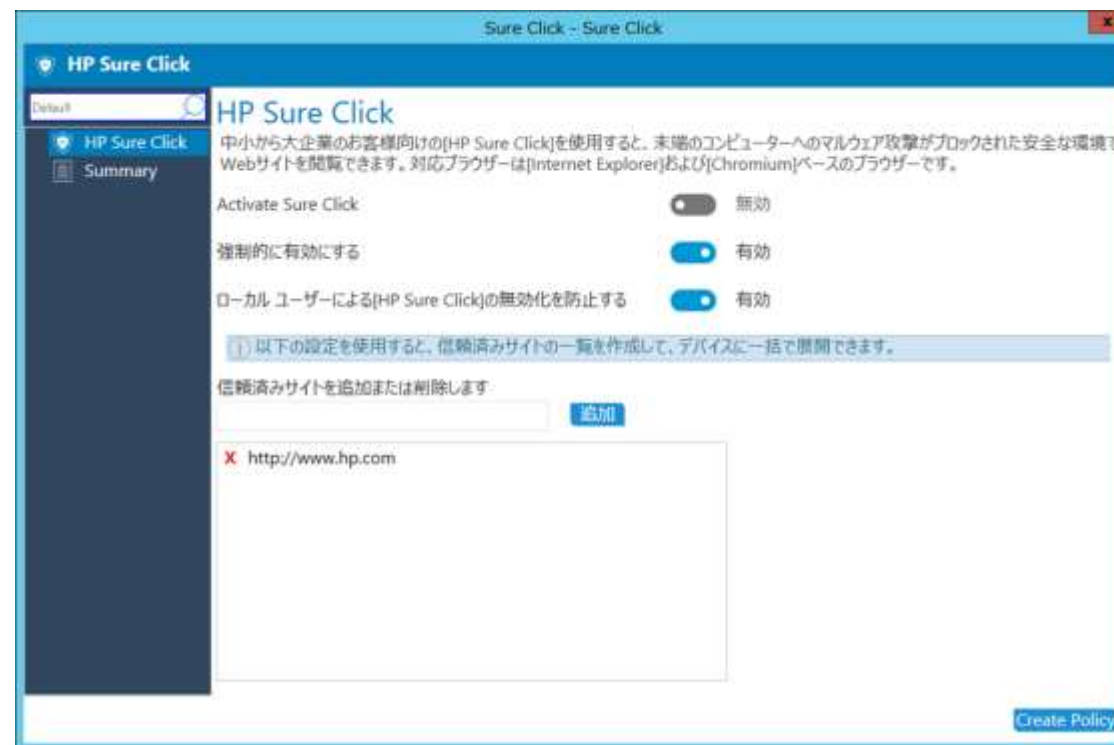 Sure Click - Sure Click
x
HP Sure Click
Default
HP Sure Click
Summary
HP Sure Click
中小から大企業のお客様向けの[HP Sure Click]を使用すると、末端のコンピューターへのマルウェア攻撃がブロックされた安全な環境で
Webサイトを閲覧できます。対応ブラウザーは[Internet Explorer]および[Chromium]ベースのブラウザーです。
Activate Sure Click 無効
強制的に有効にする 有効
ローカル ユーザーによる[HP Sure Click]の無効化を防止する 有効
以下の設定を使用すると、信頼済みサイトの一覧を作成して、デバイスに一括で展開できます。
信頼済みサイトを追加または削除します
追加
X http://www.hp.com
Create Policy